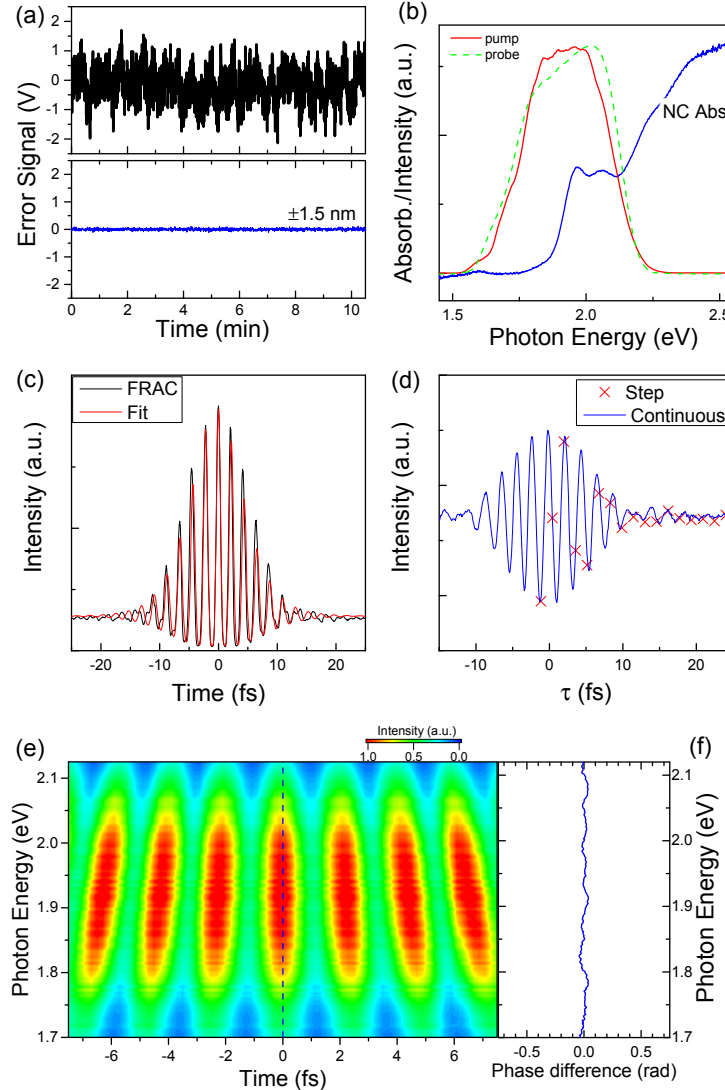 (a)
2
1
0
-1
-2
2
1
0
-1
-2
±1.5 nm
Error Signal (V)
0 2 4 6 8 10
Time (min)
(b)
pump
probe
NC Abs
Absorb./Intensity (a.u.)
1.5 2.0 2.5
Photon Energy (eV)
(c)
FRAC
Fit
Intensity (a.u.)
-20 -10 0 10 20
Time (fs)
(d)
Step
Continuous
Intensity (a.u.)
-10 0 10 20
τ (fs)
(e)
Intensity (a.u.)
1.0 0.5 0.0
2.1
2.0
1.9
1.8
1.7
Photon Energy (eV)
-6 -4 -2 0 2 4 6
Time (fs)
(f)
2.1
2.0
1.9
1.8
1.7
Photon Energy (eV)
-0.5 0.0 0.5
Phase difference (rad)